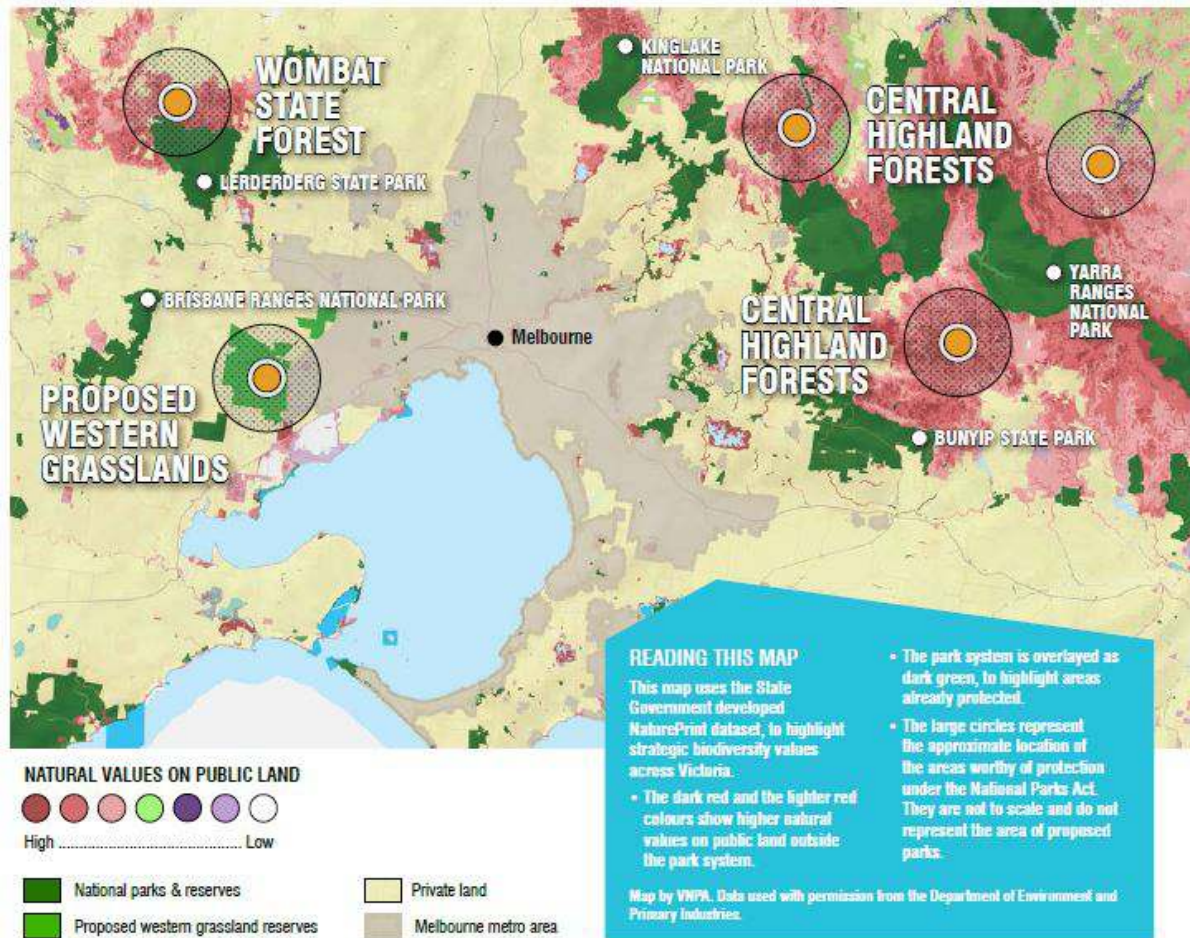 WOMBAT
STATE
FOREST
KINGLAKE
NATIONAL PARK
CENTRAL
HIGHLAND
FORESTS
LERDERDERG STATE PARK
BRISBANE RANGES NATIONAL PARK
Melbourne
CENTRAL
HIGHLAND
FORESTS
YARRA
RANGES
NATIONAL
PARK
PROPOSED
WESTERN
GRASSLANDS
BUNYIP STATE PARK
READING THIS MAP
This map uses the State
Government developed
NaturePrint dataset, to highlight
strategic biodiversity values
across Victoria.
• The dark red and the lighter red
colours show higher natural
values on public land outside
the park system.
• The park system is overlayed as
dark green, to highlight areas
already protected.
• The large circles represent
the approximate location of
the areas worthy of protection
under the National Parks Act.
They are not to scale and do not
represent the area of proposed
parks.
Map by VNPA. Data used with permission from the Department of Environment and
Primary Industries.
NATURAL VALUES ON PUBLIC LAND
High ................................................ Low
National parks & reserves
Proposed western grassland reserves
Private land
Melbourne metro area